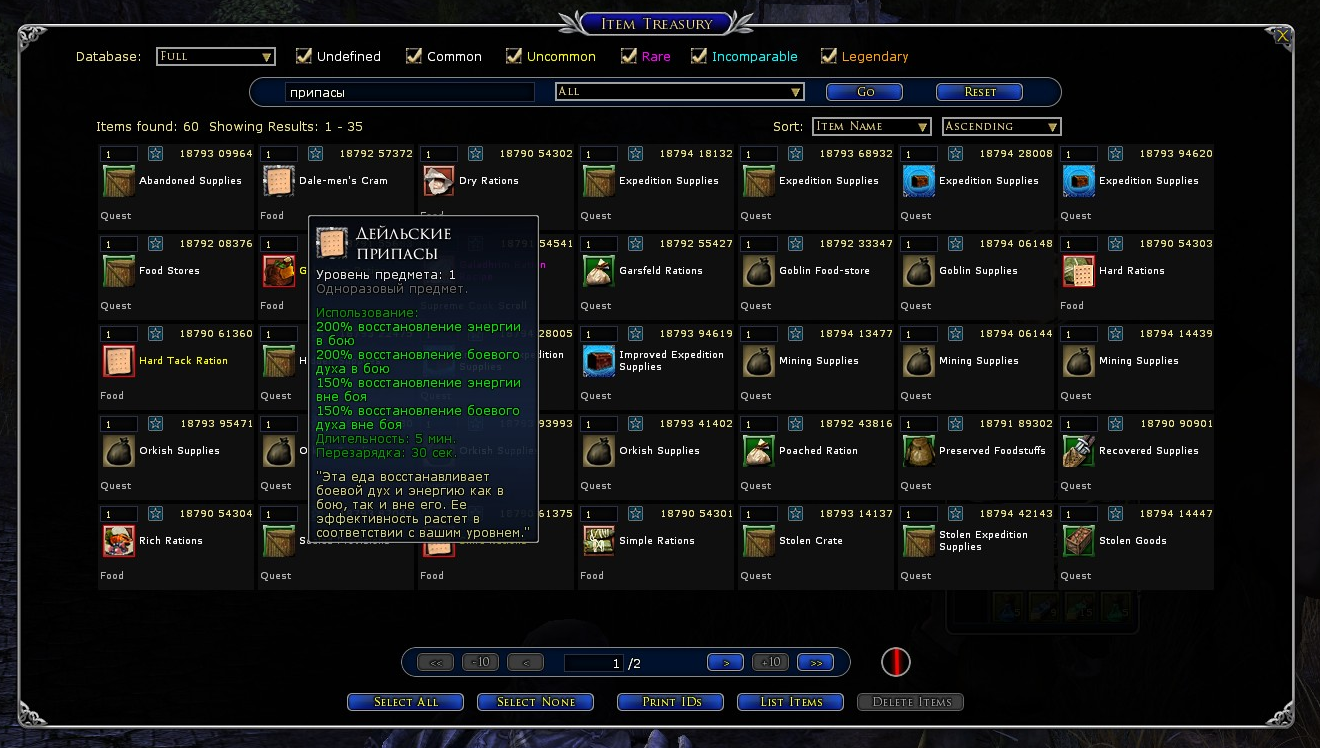 Item Treasury
Database: Full Undefined Common Uncommon Rare Incomparable Legendary
припасы All Go Reset
Items found: 60 Showing Results: 1 - 35 Sort: Item Name Ascending
1 18793 09964 1 18792 57372 1 18790 54302 1 18794 18132 1 18793 68932 1 18794 28008 1 18793 94620
Abandoned Supplies Dale-men's Cram Dry Rations Expedition Supplies Expedition Supplies Expedition Supplies Expedition Supplies
Quest Food Food Quest Quest Quest Quest
1 18792 08376 1 54541 1 18792 55427 1 18792 33347 1 18794 06148 1 18790 54303
Food Stores Garsfeld Rations Goblin Food-store Goblin Supplies Hard Rations
Quest Food Quest Quest Quest Food
1 18790 61360 1 28005 1 18793 94619 1 18794 13477 1 18794 06144 1 18794 14439
Hard Tack Ration Improved Expedition Supplies Mining Supplies Mining Supplies Mining Supplies
Food Quest Quest Quest Quest Quest
1 18793 95471 1 93993 1 18793 41402 1 18792 43816 1 18791 89302 1 18790 90901
Orkish Supplies Orkish Supplies Poached Ration Preserved Foodstuffs Recovered Supplies
Quest Quest Quest Quest Quest Quest
1 18790 54304 1 61375 1 18790 54301 1 18793 14137 1 18794 42143 1 18794 14447
Rich Rations Simple Rations Stolen Crate Stolen Expedition Supplies Stolen Goods
Food Quest Food Food Quest Quest Quest
Дейльские
припасы
Уровень предмета: 1
Одноразовый предмет.
Использование:
200% восстановление энергии
в бою
200% восстановление боевого
духа в бою
150% восстановление энергии
вне боя
150% восстановление боевого
духа вне боя
Длительность: 5 мин.
Перезарядка: 30 сек.
"Эта еда восстанавливает
боевой дух и энергию как в
бою, так и вне его. Ее
эффективность растет в
соответствии с вашим уровнем."
<< -10 < 1 /2 > +10 >>
Select All Select None Print IDs List Items Delete Items